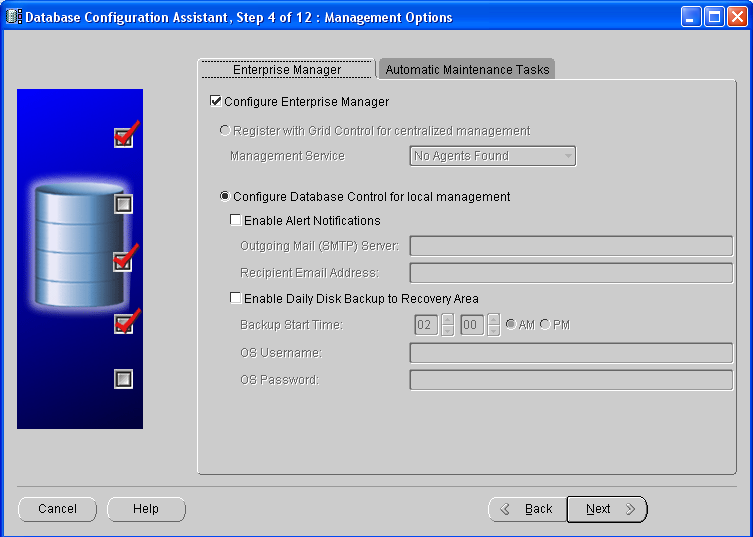 Database Configuration Assistant, Step 4 of 12 : Management Options
Enterprise Manager
Automatic Maintenance Tasks
Configure Enterprise Manager
Register with Grid Control for centralized management
Management Service
No Agents Found
Configure Database Control for local management
Enable Alert Notifications
Outgoing Mail (SMTP) Server:
Recipient Email Address:
Enable Daily Disk Backup to Recovery Area
Backup Start Time: 02 00 AM PM
OS Username:
OS Password:
Cancel Help Back Next